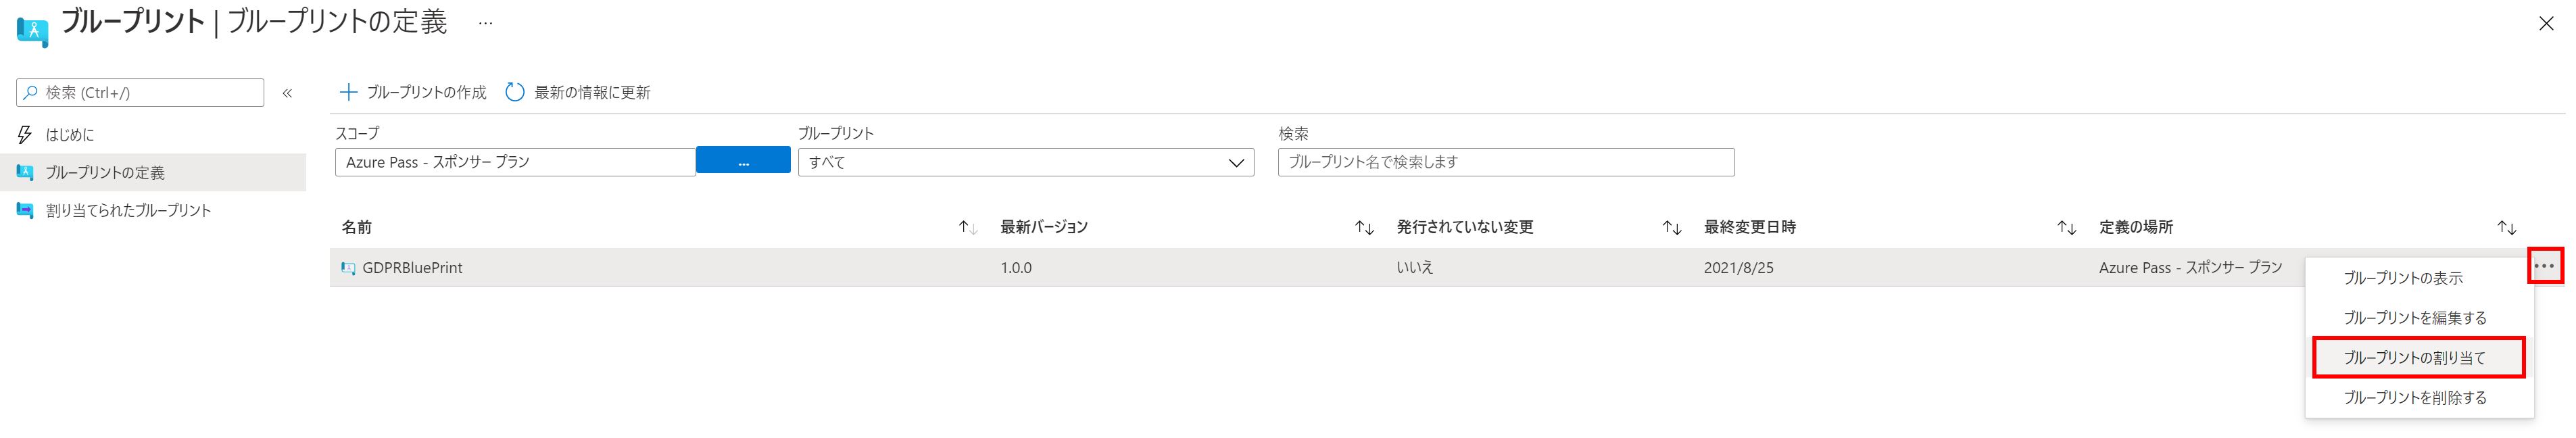 ブループリント | ブループリントの定義 …
検索 (Ctrl+/)
はじめに
ブループリントの定義
割り当てられたブループリント
ブループリントの作成 最新の情報に更新
スコープ ブループリント 検索
Azure Pass - スポンサー プラン ... すべて ブループリント名で検索します
名前 最新バージョン 発行されていない変更 最終変更日時 定義の場所
GDPRBluePrint 1.0.0 いいえ 2021/8/25 Azure Pass - スポンサー プラン
ブループリントの表示
ブループリントを編集する
ブループリントの割り当て
ブループリントを削除する